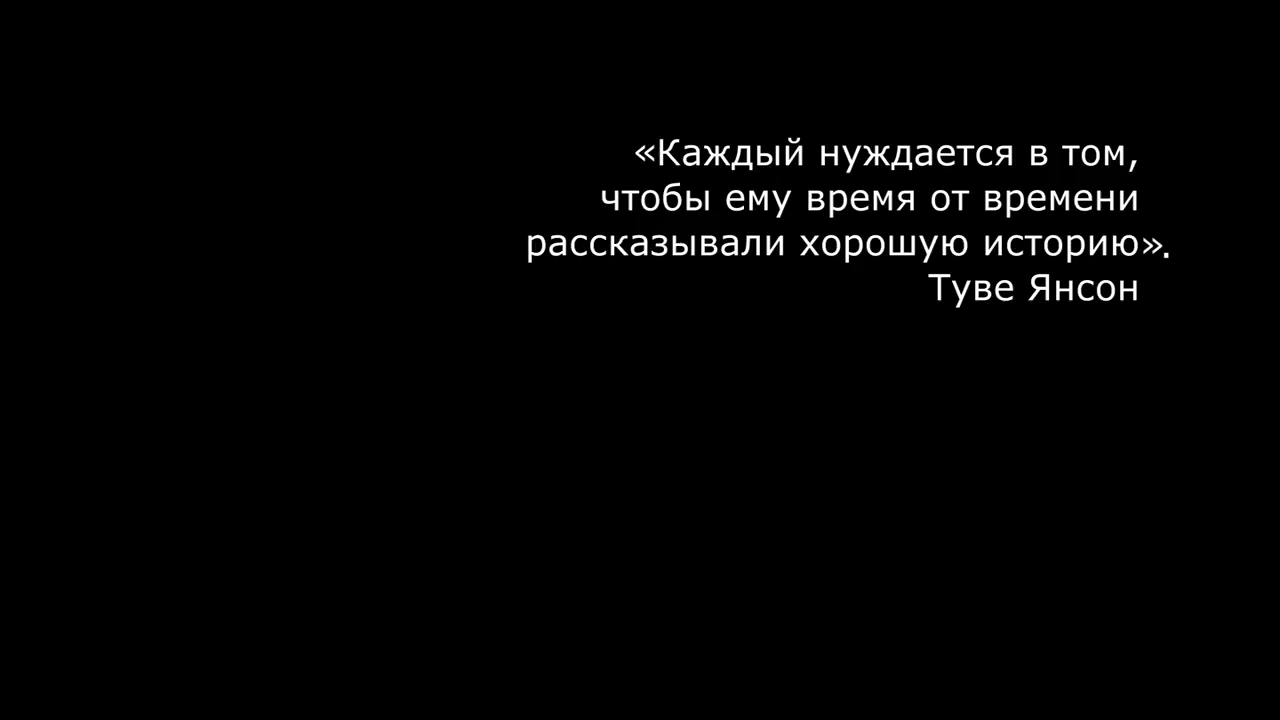 «Каждый нуждается в том,
чтобы ему время от времени
рассказывали хорошую историю».
Туве Янсон